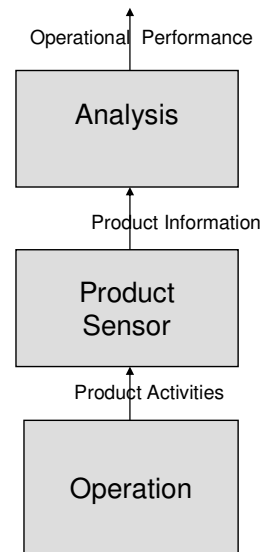 Operational Performance
Analysis
Product Information
Product
Sensor
Product Activities
Operation